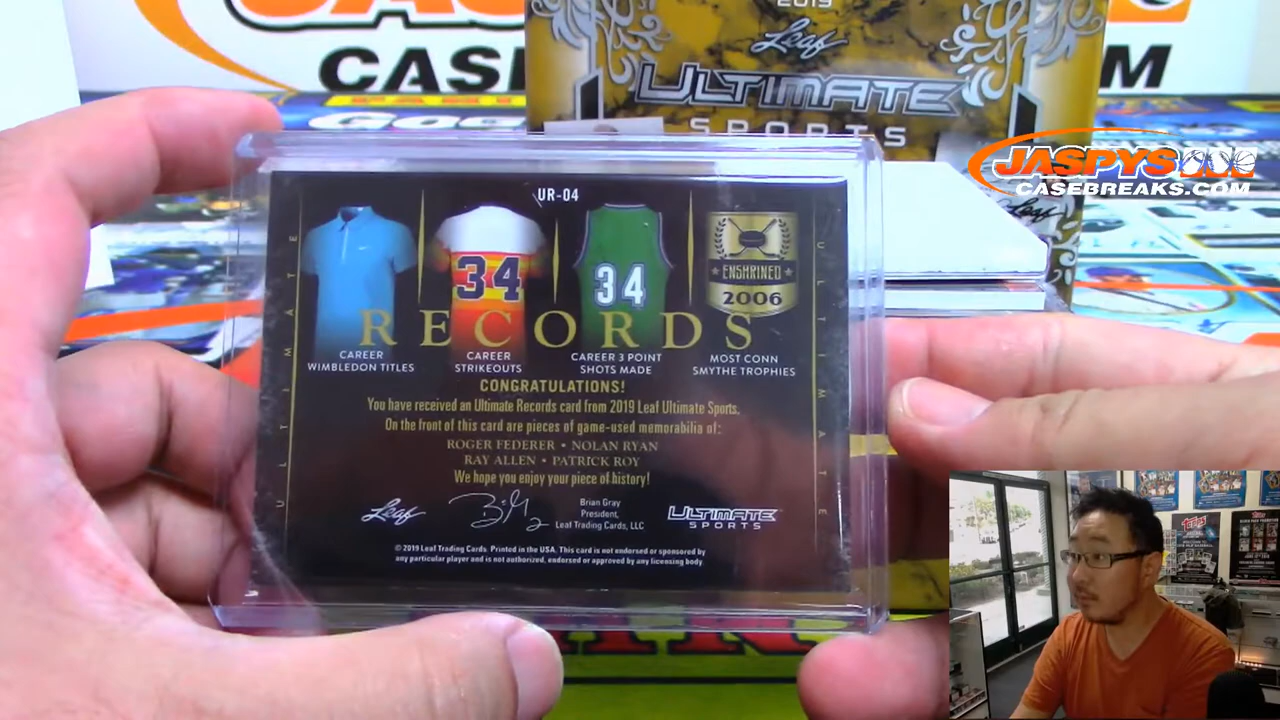 2019
Leaf
ULTIMATE
SPORTS
CAS
M
JASPYS
CASEBREAKS.COM
Leaf
UR-04
34
34
ENSHRINED
2006
ULTIMATE
ULTIMATE
RECORDS
CAREER
WIMBLEDON TITLES
CAREER
STRIKEOUTS
CAREER 3 POINT
SHOTS MADE
MOST CONN
SMYTHE TROPHIES
CONGRATULATIONS!
You have received an Ultimate Records card from 2019 Leaf Ultimate Sports.
On the front of this card are pieces of game-used memorabilia of:
ROGER FEDERER • NOLAN RYAN
RAY ALLEN • PATRICK ROY
We hope you enjoy your piece of history!
Leaf
Brian Gray
President,
Leaf Trading Cards, LLC
ULTIMATE
SPORTS
© 2019 Leaf Trading Cards. Printed in the USA. This card is not endorsed or sponsored by
any particular player and is not authorized, endorsed or approved by any licensing body.
Topps